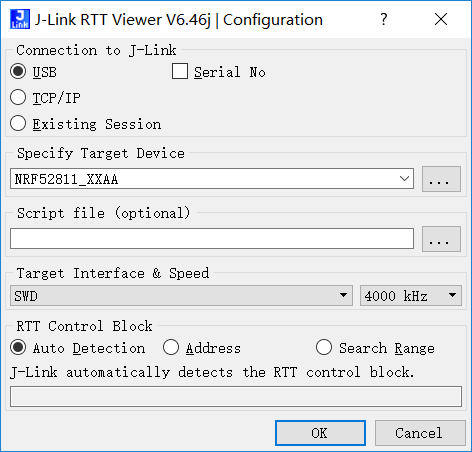 J-Link RTT Viewer V6.46j | Configuration ? ×
Connection to J-Link
USB Serial No
TCP/IP
Existing Session
Specify Target Device
NRF52811_XXAA ...
Script file (optional)
...
Target Interface & Speed
SWD 4000 kHz
RTT Control Block
Auto Detection Address Search Range
J-Link automatically detects the RTT control block.
OK Cancel